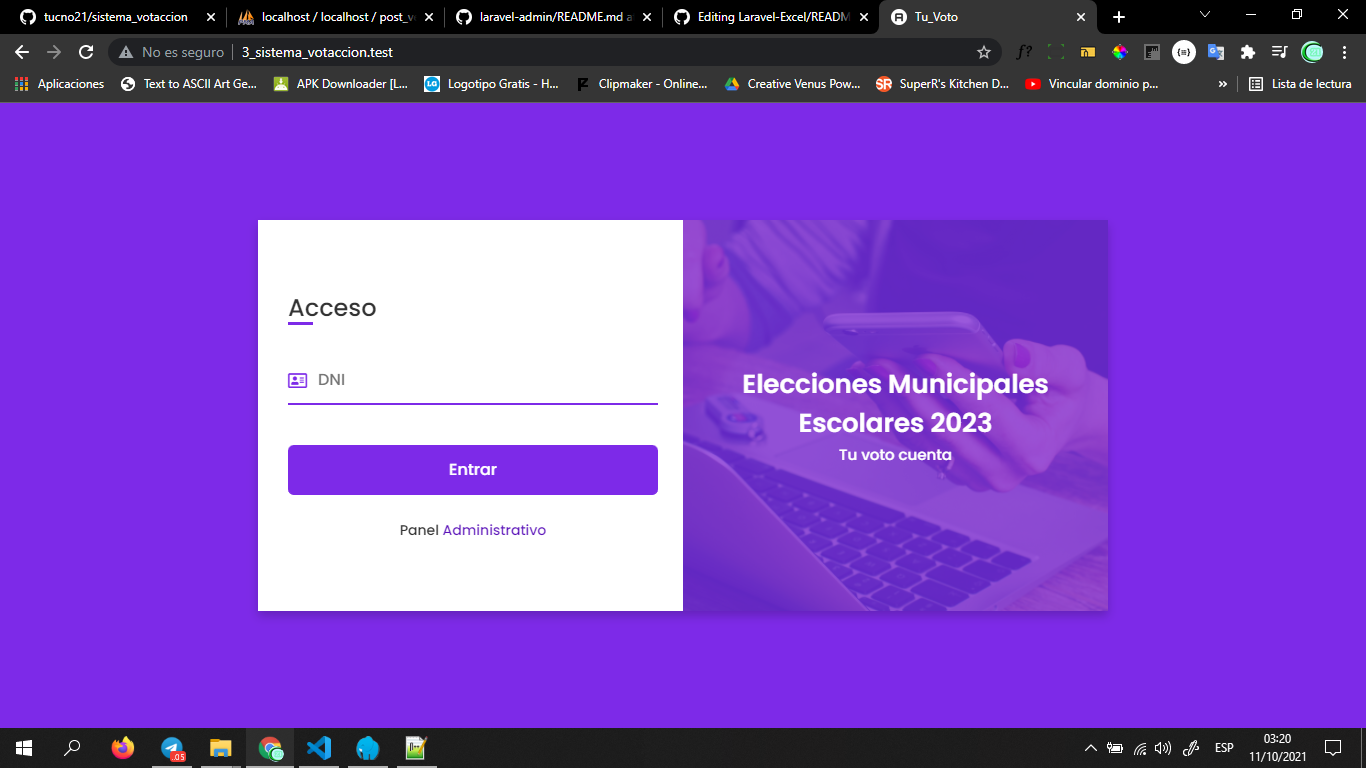 tucno21/sistema_votaccion
localhost / localhost / post_v
laravel-admin/README.md a
Editing Laravel-Excel/READM
Tu_Voto
No es seguro
3_sistema_votaccion.test
f?
Aplicaciones
Text to ASCII Art Ge...
APK Downloader [L...
LG
Logotipo Gratis - H...
Clipmaker - Online...
Creative Venus Pow...
SR
SuperR's Kitchen D...
Vincular dominio p...
»
Lista de lectura
Acceso
DNI
Entrar
Panel Administrativo
Elecciones Municipales
Escolares 2023
Tu voto cuenta
.05
ESP
03:20
11/10/2021